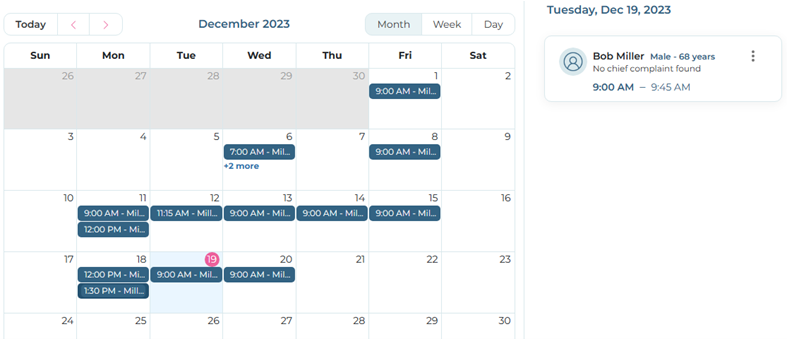 Today
December 2023
Month Week Day
Sun Mon Tue Wed Thu Fri Sat
26 27 28 29 30 1 2
9:00 AM - Mil...
3 4 5 6 7 8 9
7:00 AM - Mil... 9:00 AM - Mil...
+2 more
10 11 12 13 14 15 16
9:00 AM - Mil... 11:15 AM - Mill... 9:00 AM - Mil... 9:00 AM - Mil... 9:00 AM - Mil...
12:00 PM - Mi...
17 18 19 20 21 22 23
12:00 PM - Mi... 9:00 AM - Mil... 9:00 AM - Mil...
1:30 PM - Mill...
24 25 26 27 28 29 30
Tuesday, Dec 19, 2023
Bob Miller Male - 68 years
No chief complaint found
9:00 AM – 9:45 AM